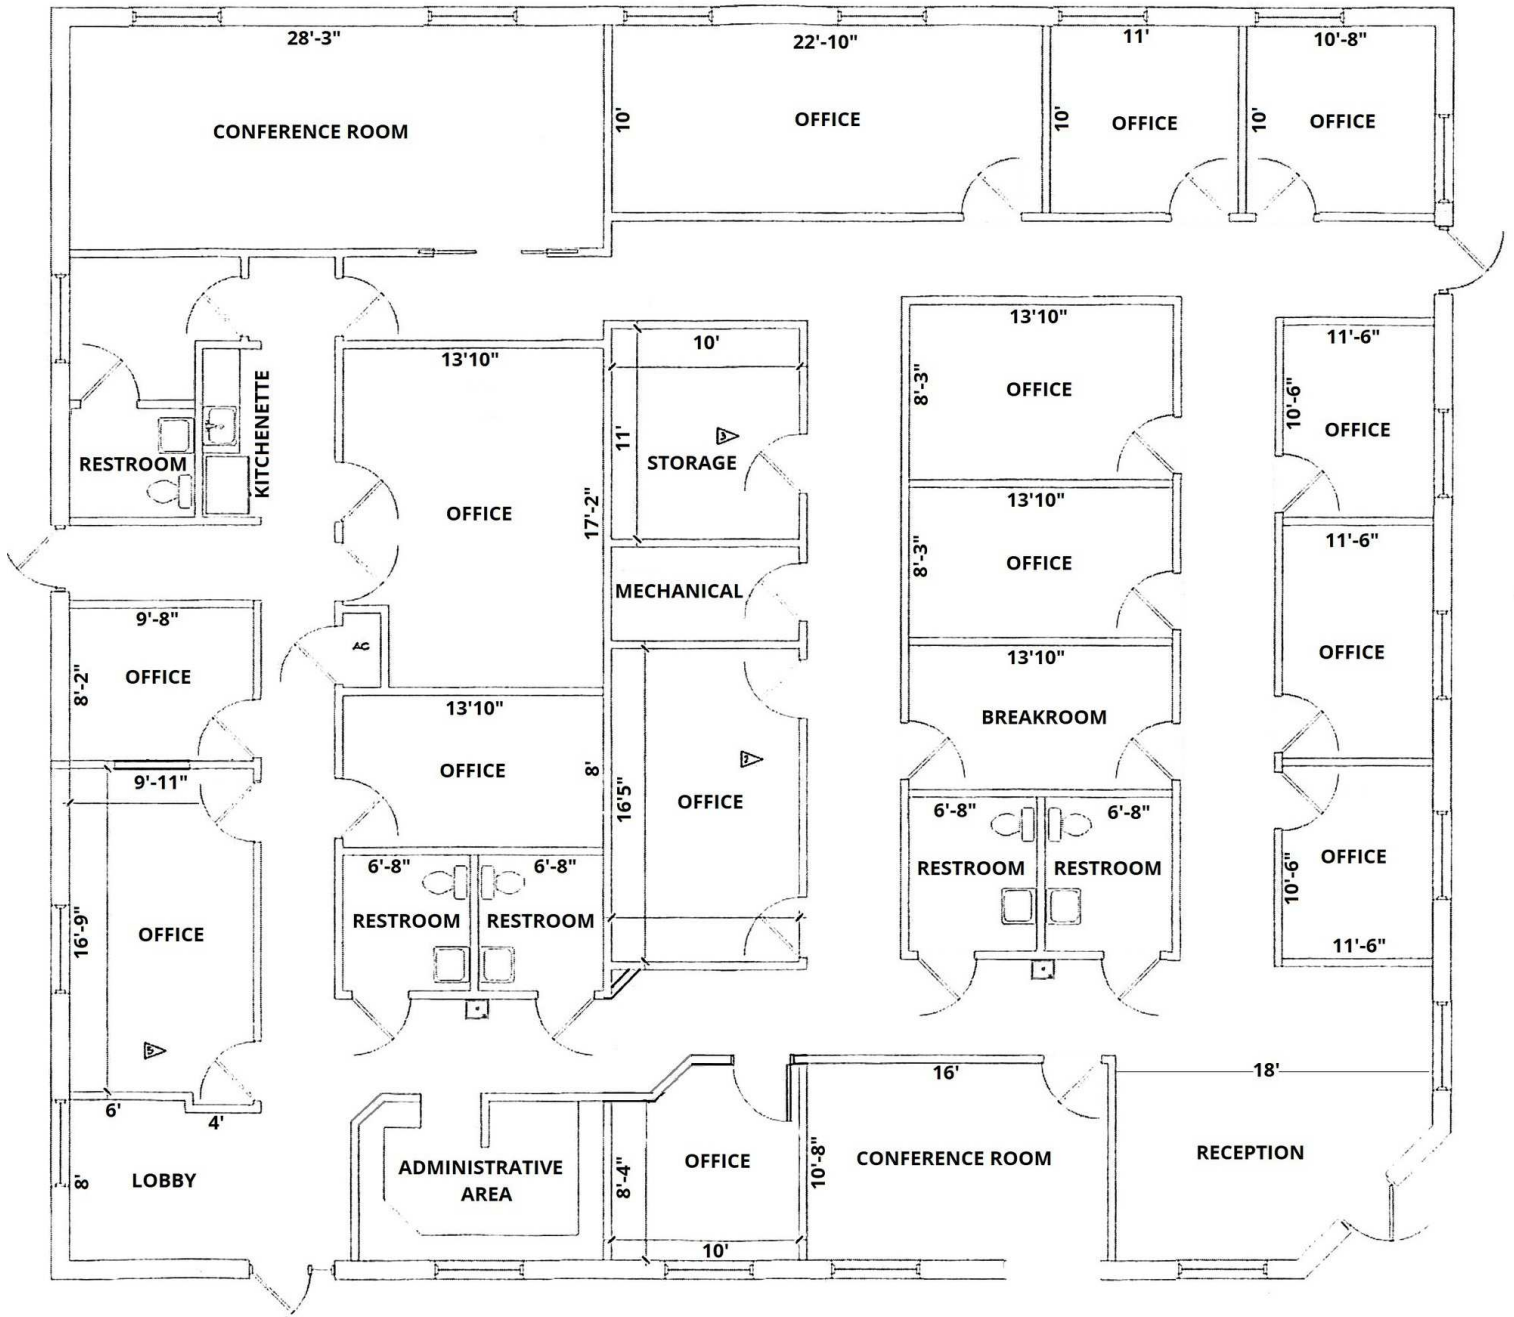 28'-3"
CONFERENCE ROOM
22'-10"
10'
OFFICE
11'
10'
OFFICE
10'-8"
10'
OFFICE
RESTROOM
KITCHENETTE
13'10"
OFFICE
17'-2"
10'
11'
3
STORAGE
MECHANICAL
13'10"
8'-3"
OFFICE
13'10"
8'-3"
OFFICE
13'10"
BREAKROOM
11'-6"
10'-6"
OFFICE
11'-6"
OFFICE
10'-6"
OFFICE
11'-6"
9'-8"
8'-2"
OFFICE
AC
13'10"
OFFICE
8'
2
16'5"
OFFICE
9'-11"
16'-9"
OFFICE
5
6'-8"
RESTROOM
6'-8"
RESTROOM
6'-8"
RESTROOM
6'-8"
RESTROOM
6'
4'
8'
LOBBY
ADMINISTRATIVE
AREA
8'-4"
OFFICE
10'
16'
10'-8"
CONFERENCE ROOM
18'
RECEPTION